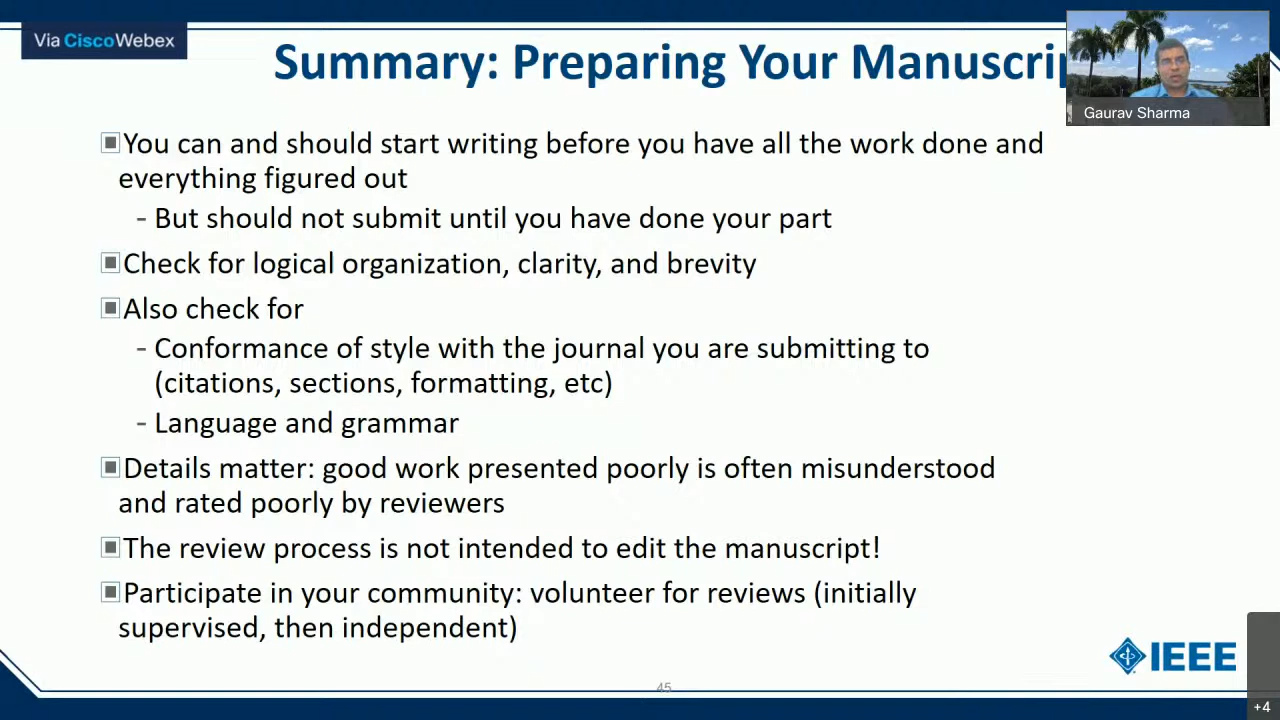 Via CiscoWebex
Summary: Preparing Your Manuscrip
Gaurav Sharma
You can and should start writing before you have all the work done and
everything figured out
- But should not submit until you have done your part
Check for logical organization, clarity, and brevity
Also check for
- Conformance of style with the journal you are submitting to
(citations, sections, formatting, etc)
- Language and grammar
Details matter: good work presented poorly is often misunderstood
and rated poorly by reviewers
The review process is not intended to edit the manuscript!
Participate in your community: volunteer for reviews (initially
supervised, then independent)
IEEE
45
+4